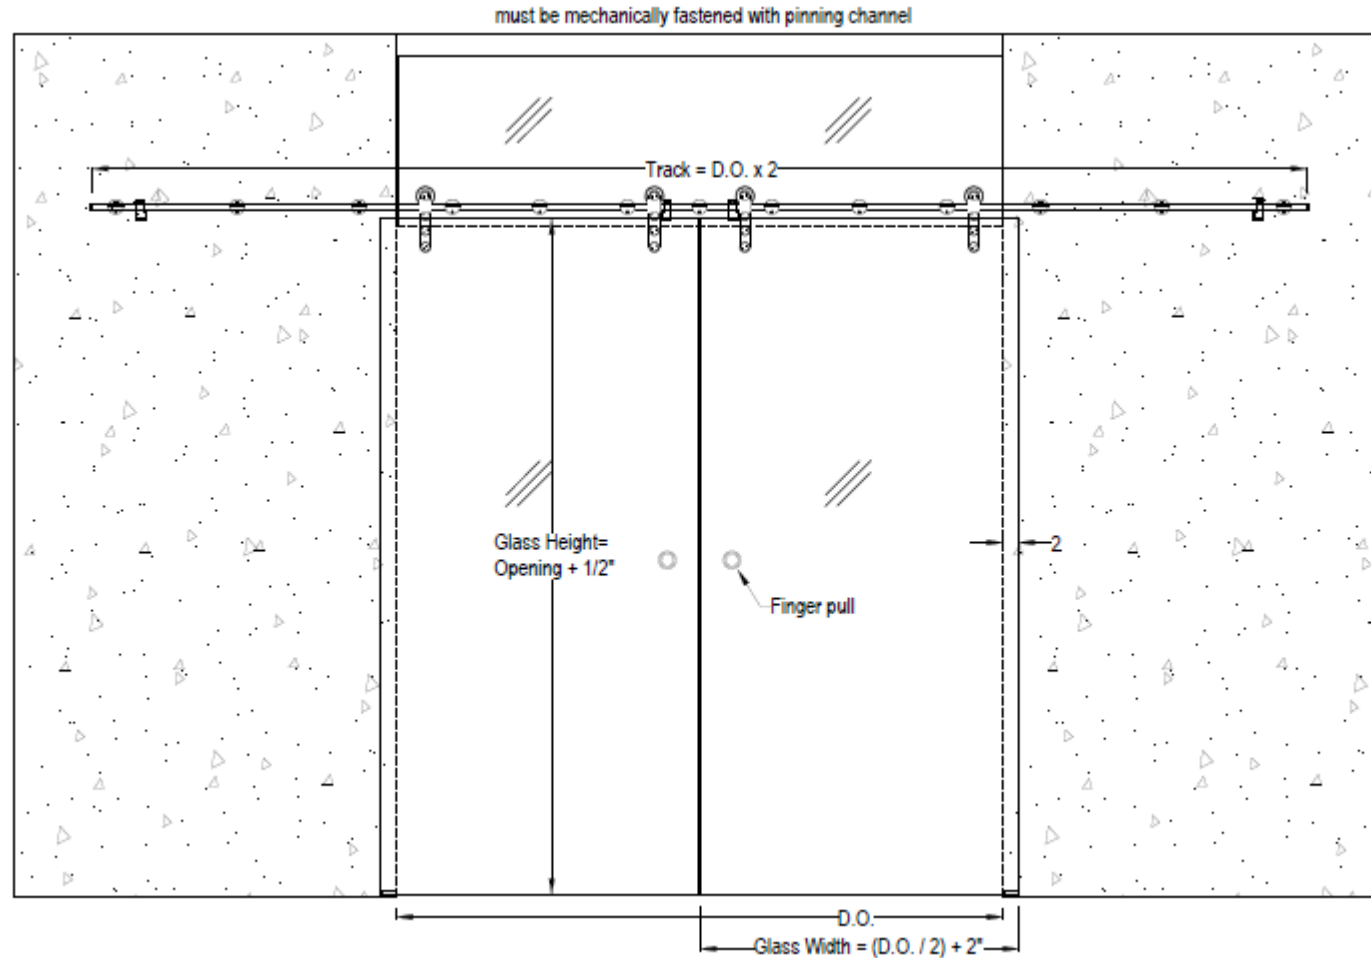 must be mechanically fastened with pinning channel
Track = D.O. x 2
Glass Height=
Opening + 1/2"
2
Finger pull
D.O.
Glass Width = (D.O. / 2) + 2"